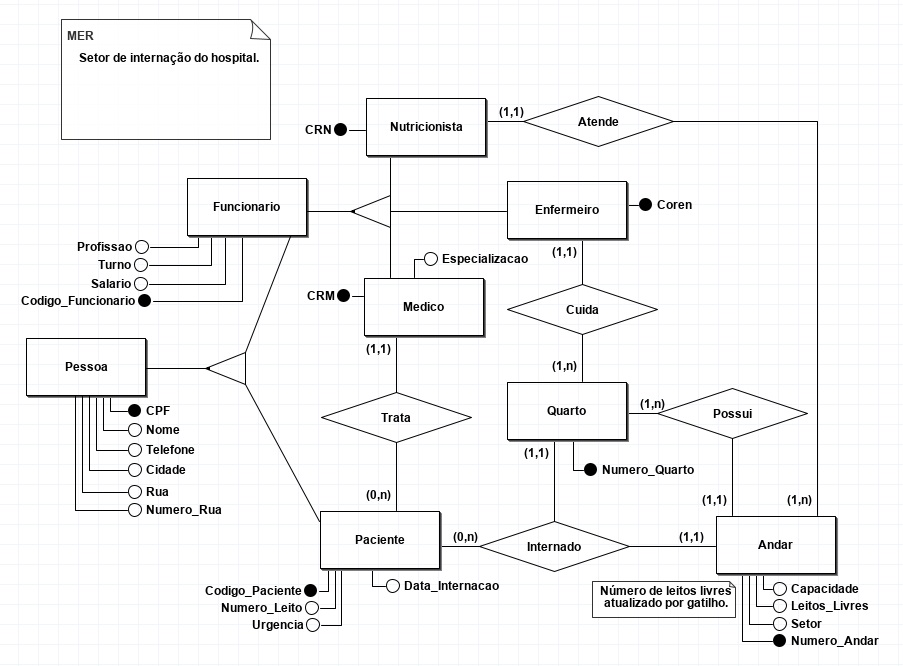 MER
Setor de internação do hospital.
CRN
Nutricionista
(1,1)
Atende
Funcionario
Enfermeiro
Coren
Profissao
Turno
Salario
Codigo_Funcionario
(1,1)
Especializacao
CRM
Medico
Cuida
(1,1)
Pessoa
(1,n)
CPF
Nome
Telefone
Cidade
Rua
Numero_Rua
Trata
Quarto
(1,n)
Possui
(1,1)
Numero_Quarto
(0,n)
(1,1)
(1,n)
Paciente
(0,n)
Internado
(1,1)
Andar
Codigo_Paciente
Numero_Leito
Urgencia
Data_Internacao
Número de leitos livres
atualizado por gatilho.
Capacidade
Leitos_Livres
Setor
Numero_Andar